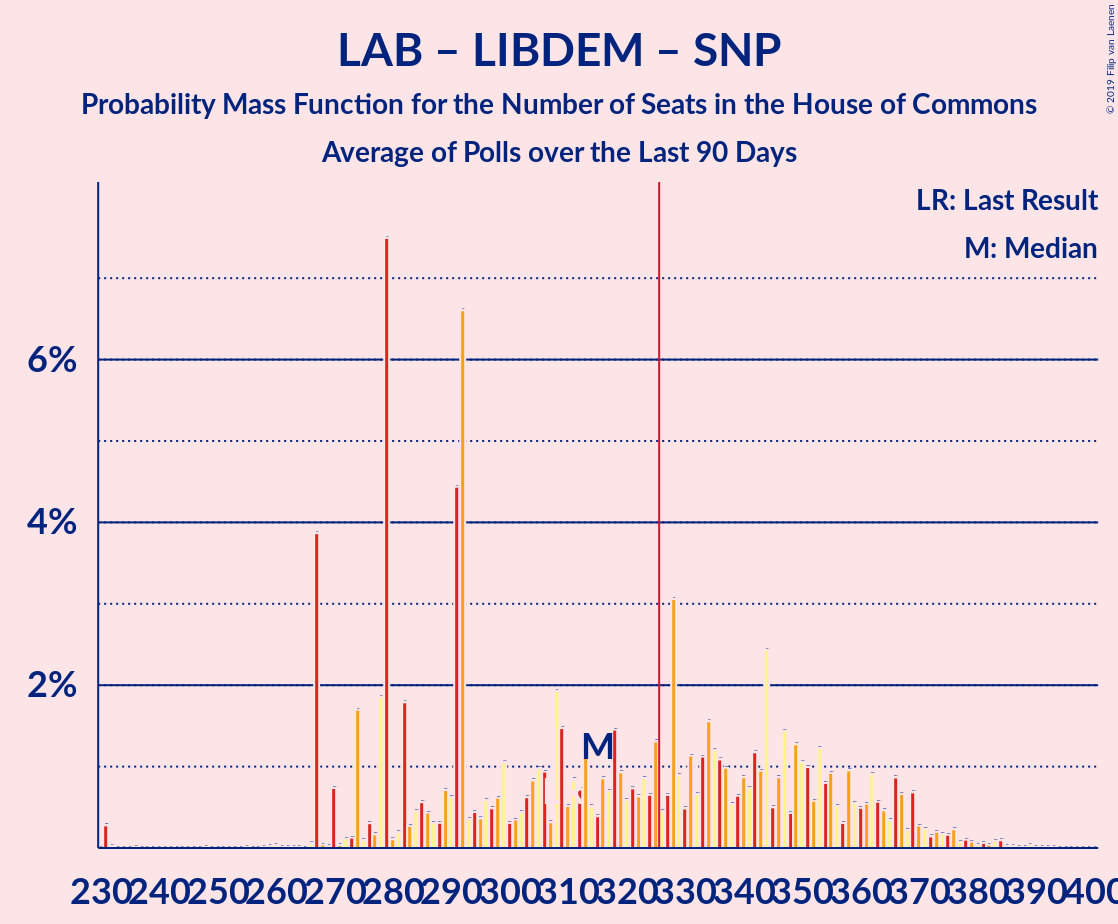 LAB – LIBDEM – SNP
Probability Mass Function for the Number of Seats in the House of Commons
Average of Polls over the Last 90 Days
© 2019 Filip van Laenen
LR: Last Result
M: Median
6%
4%
2%
M
230 240 250 260 270 280 290 300 310 320 330 340 350 360 370 380 390 400